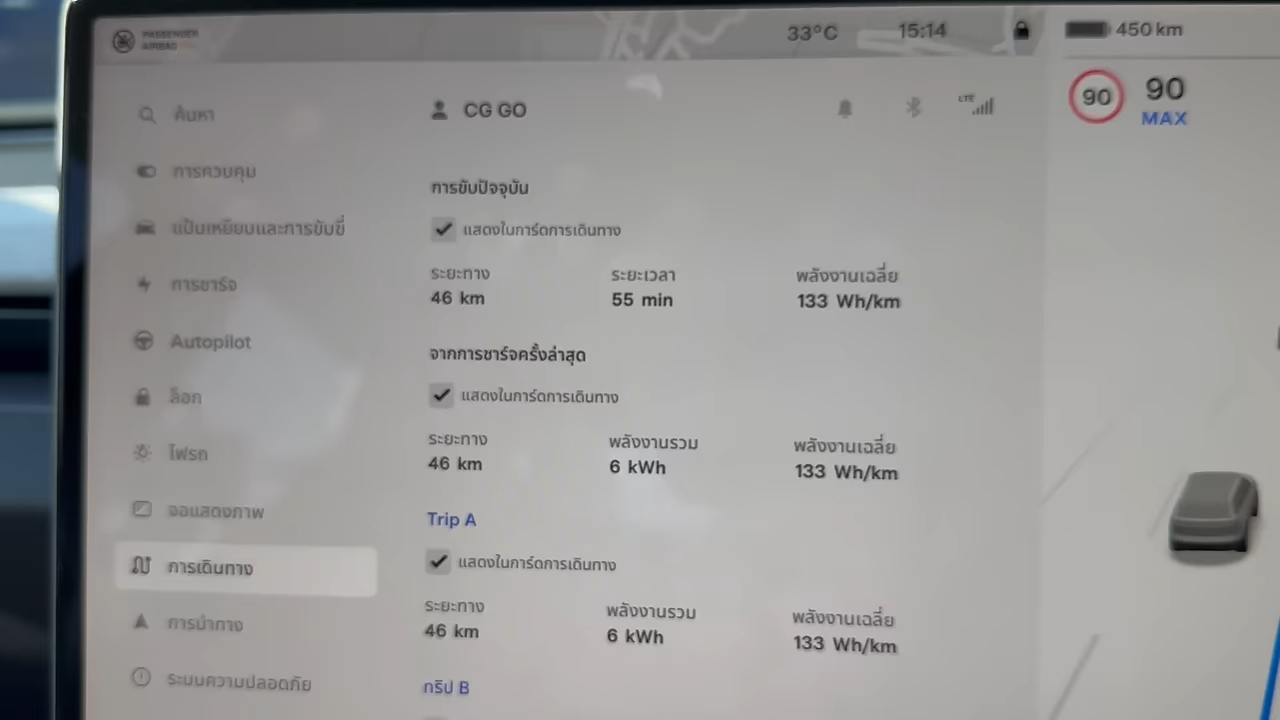 PASSENGER
AIRBAG
33°C
15:14
450 km
90
90
MAX
CG GO
LTE
ค้นหา
การควบคุม
แป้นเหยียบและการขับขี่
การชาร์จ
Autopilot
ล็อก
ไฟรถ
จอแสดงภาพ
การเดินทาง
การนำทาง
ระบบความปลอดภัย
การขับปัจจุบัน
แสดงในการ์ดการเดินทาง
ระยะทาง ระยะเวลา พลังงานเฉลี่ย
46 km 55 min 133 Wh/km
จากการชาร์จครั้งล่าสุด
แสดงในการ์ดการเดินทาง
ระยะทาง พลังงานรวม พลังงานเฉลี่ย
46 km 6 kWh 133 Wh/km
Trip A
แสดงในการ์ดการเดินทาง
ระยะทาง พลังงานรวม พลังงานเฉลี่ย
46 km 6 kWh 133 Wh/km
ทริป B